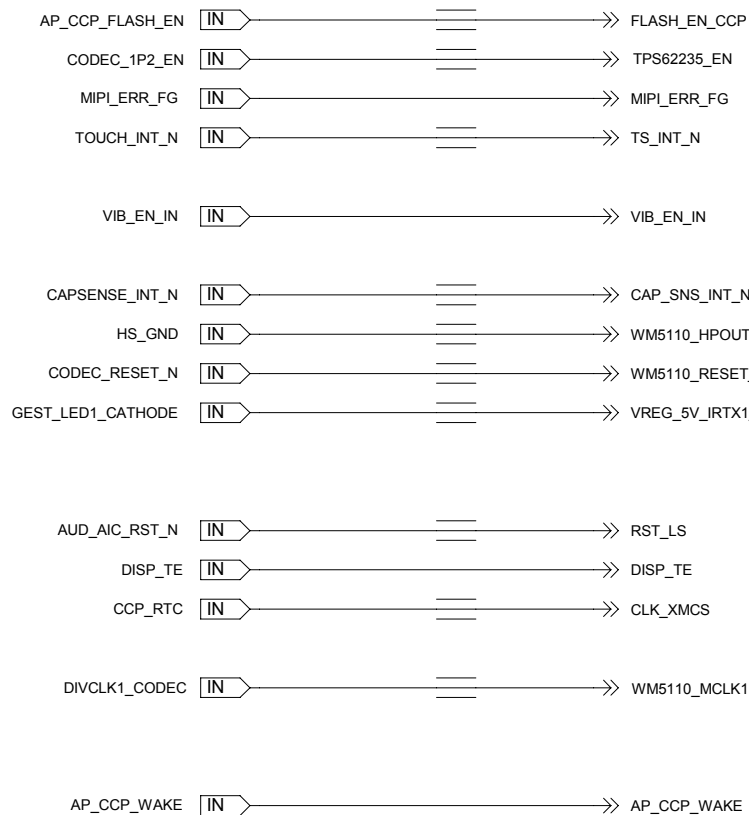 AP_CCP_FLASH_EN IN FLASH_EN_CCP
CODEC_1P2_EN IN TPS62235_EN
MIPI_ERR_FG IN MIPI_ERR_FG
TOUCH_INT_N IN TS_INT_N
VIB_EN_IN IN VIB_EN_IN
CAPSENSE_INT_N IN CAP_SNS_INT_N
HS_GND IN WM5110_HPOUT
CODEC_RESET_N IN WM5110_RESET_
GEST_LED1_CATHODE IN VREG_5V_IRTX1_
AUD_AIC_RST_N IN RST_LS
DISP_TE IN DISP_TE
CCP_RTC IN CLK_XMCS
DIVCLK1_CODEC IN WM5110_MCLK1
AP_CCP_WAKE IN AP_CCP_WAKE